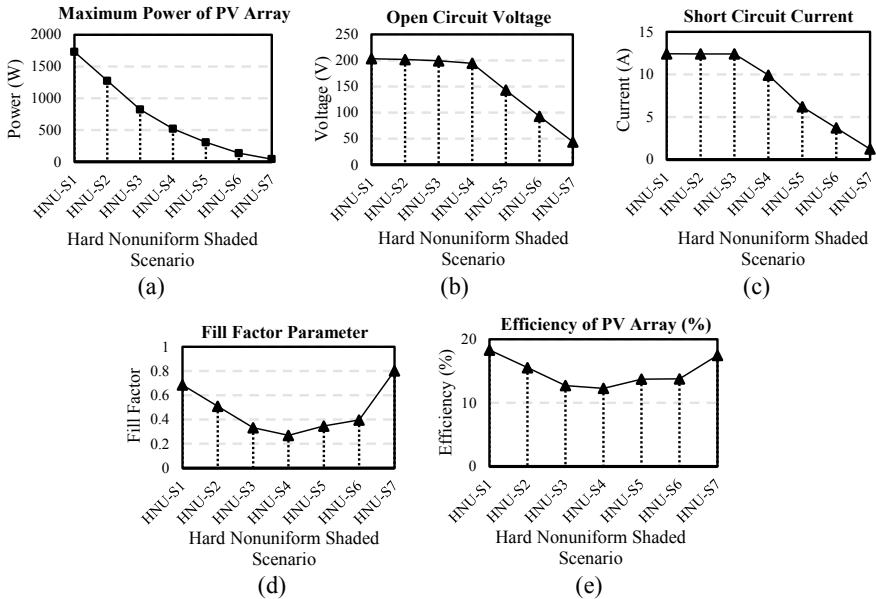 Maximum Power of PV Array
Power (W)
2000
1500
1000
500
0
HNU-S1
HNU-S2
HNU-S3
HNU-S4
HNU-S5
HNU-S6
HNU-S7
Hard Nonuniform Shaded
Scenario
(a)
Open Circuit Voltage
Voltage (V)
250
200
150
100
50
0
HNU-S1
HNU-S2
HNU-S3
HNU-S4
HNU-S5
HNU-S6
HNU-S7
Hard Nonuniform Shaded
Scenario
(b)
Short Circuit Current
Current (A)
15
10
5
0
HNU-S1
HNU-S2
HNU-S3
HNU-S4
HNU-S5
HNU-S6
HNU-S7
Hard Nonuniform Shaded
Scenario
(c)
Fill Factor Parameter
Fill Factor
1
0.8
0.6
0.4
0.2
0
HNU-S1
HNU-S2
HNU-S3
HNU-S4
HNU-S5
HNU-S6
HNU-S7
Hard Nonuniform Shaded
Scenario
(d)
Efficiency of PV Array (%)
Efficiency (%)
20
10
0
HNU-S1
HNU-S2
HNU-S3
HNU-S4
HNU-S5
HNU-S6
HNU-S7
Hard Nonuniform Shaded
Scenario
(e)